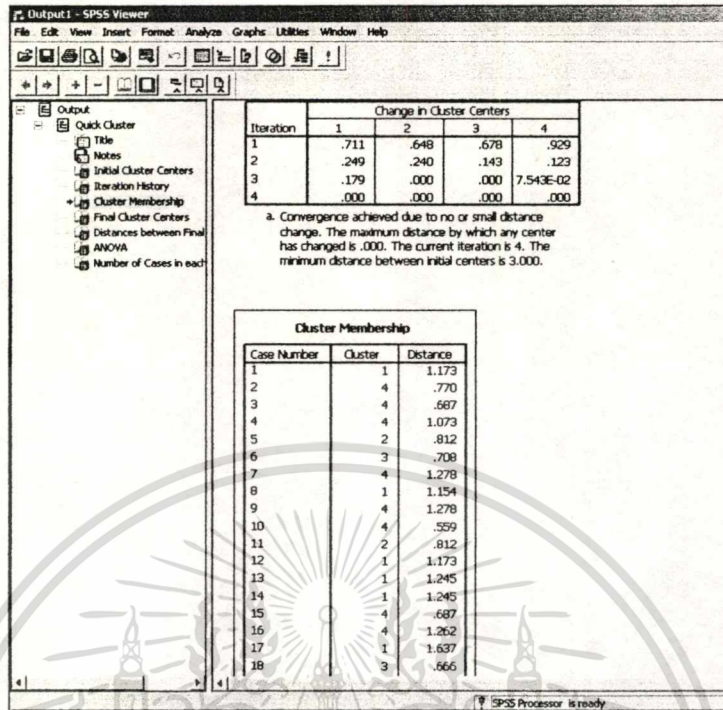 Output1 - SPSS Viewer
File Edit View Insert Format Analyze Graphs Utilities Window Help
Output
Quick Cluster
Title
Notes
Initial Cluster Centers
Iteration History
Cluster Membership
Final Cluster Centers
Distances between Final
ANOVA
Number of Cases in each
Change in Cluster Centers
Iteration 1 2 3 4
1 .711 .648 .678 .929
2 .249 .240 .143 .123
3 .179 .000 .000 7.543E-02
4 .000 .000 .000 .000
a. Convergence achieved due to no or small distance
change. The maximum distance by which any center
has changed is .000. The current iteration is 4. The
minimum distance between initial centers is 3.000.
Cluster Membership
Case Number Cluster Distance
1 1 1.173
2 4 .770
3 4 .687
4 4 1.073
5 2 .812
6 3 .708
7 4 1.278
8 1 1.154
9 4 1.278
10 4 .559
11 2 .812
12 1 1.173
13 1 1.245
14 1 1.245
15 4 .687
16 4 1.262
17 1 1.637
18 3 .666
SPSS Processor is ready